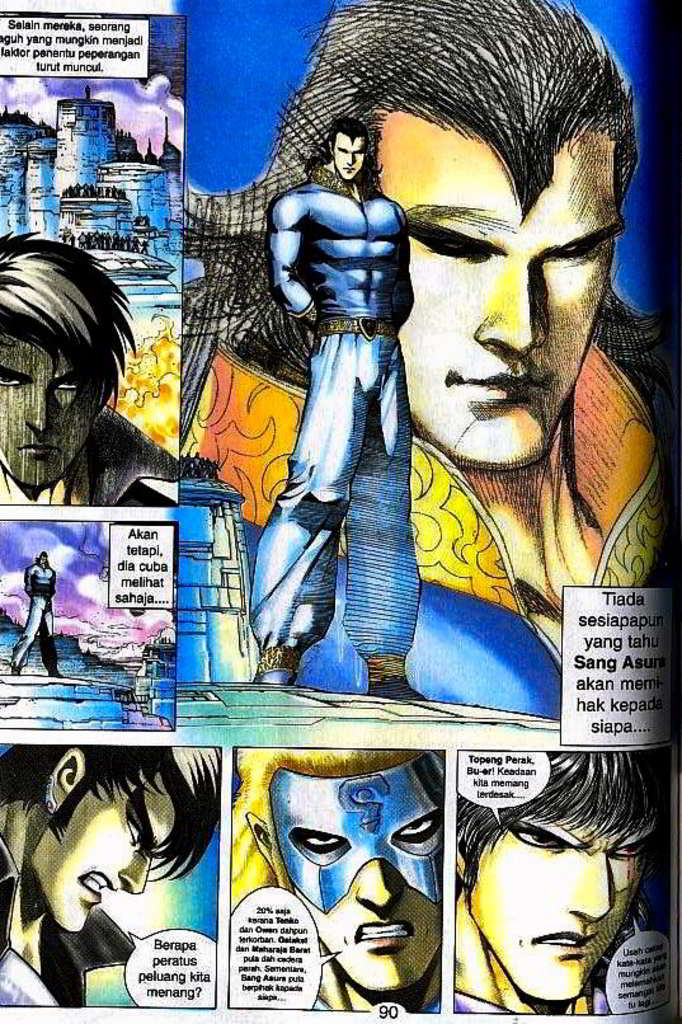 Selain mereka, seorang
aguh yang mungkin menjadi
faktor penentu peperangan
turut muncul.
Akan
tetapi,
dia cuba
melihat
sahaja....
Tiada
sesiapapun
yang tahu
Sang Asura
akan memi-
hak kepada
siapa....
Berapa
peratus
peluang kita
menang?
20% saja
kerana Tenko
dan Owen dahpun
terkorban. Galaksi
dan Maharaja Barat
pula dah cedera
parah. Sementara,
Sang Asura pula
berpihak kepada
siapa....
Topeng Perak,
Bu-er! Keadaan
kita memang
terdesak....
Usah cakap
kata-kata yang
mungkin akan
melemahkan
semangat kita
tu lagi!
90